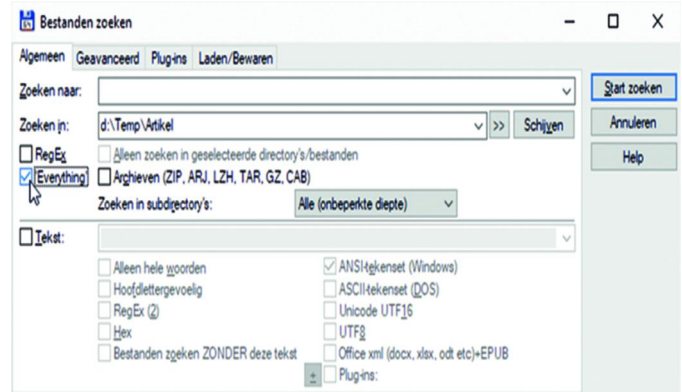 Bestanden zoeken
Algemeen Geavanceerd Plug-ins Laden/Bewaren
Zoeken naar: Start zoeken
Zoeken in: d:\Temp\Artikel >> Schijven Annuleren
RegEx Alleen zoeken in geselecteerde directory's/bestanden Help
'Everything' Archieven (ZIP, ARJ, LZH, TAR, GZ, CAB)
Zoeken in subdirectory's: Alle (onbeperkte diepte)
Tekst:
Alleen hele woorden ANSI-tekenset (Windows)
Hoofdlettergevoelig ASCII-tekenset (DOS)
RegEx (2) Unicode UTF16
Hex UTF8
Bestanden zoeken ZONDER deze tekst Office xml (docx, xlsx, odt etc)+EPUB
± Plug-ins: